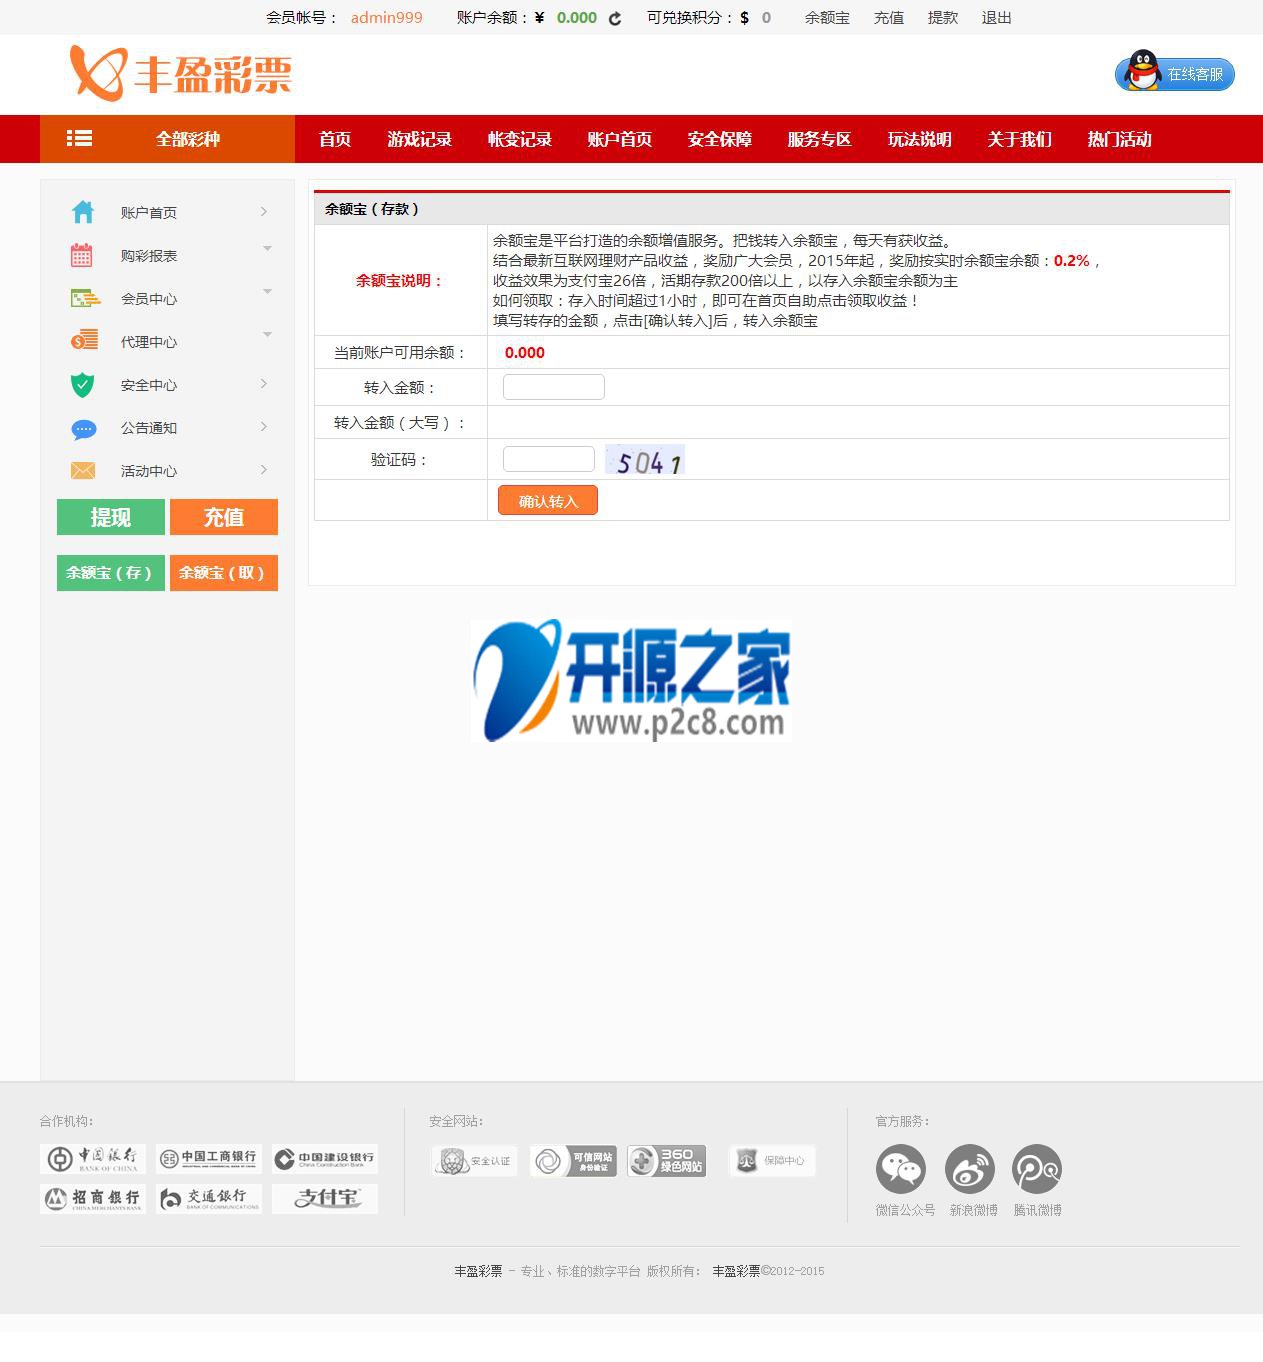 会员帐号： admin999 账户余额：¥ 0.000 可兑换积分：$ 0 余额宝 充值 提款 退出
丰盈彩票
在线客服
全部彩种 首页 游戏记录 帐变记录 账户首页 安全保障 服务专区 玩法说明 关于我们 热门活动
账户首页
购彩报表
会员中心
代理中心
安全中心
公告通知
活动中心
提现 充值
余额宝（存） 余额宝（取）
余额宝（存款）
余额宝说明：
余额宝是平台打造的余额增值服务。把钱转入余额宝，每天有获收益。
结合最新互联网理财产品收益，奖励广大会员，2015年起，奖励按实时余额宝余额：0.2%，
收益效果为支付宝26倍，活期存款200倍以上，以存入余额宝余额为主
如何领取：存入时间超过1小时，即可在首页自助点击领取收益！
填写转存的金额，点击[确认转入]后，转入余额宝
当前账户可用余额： 0.000
转入金额：
转入金额（大写）：
验证码： 5041
确认转入
开源之家
www.p2c8.com
合作机构：
中国银行 BANK OF CHINA 中国工商银行 中国建设银行 China Construction Bank
招商银行 CHINA MERCHANTS BANK 交通银行 BANK OF COMMUNICATIONS 支付宝
安全网站：
安全认证 可信网站 身份验证 360 绿色网站 保障中心
官方服务：
微信公众号 新浪微博 腾讯微博
丰盈彩票 - 专业、标准的数字平台 版权所有： 丰盈彩票©2012-2015